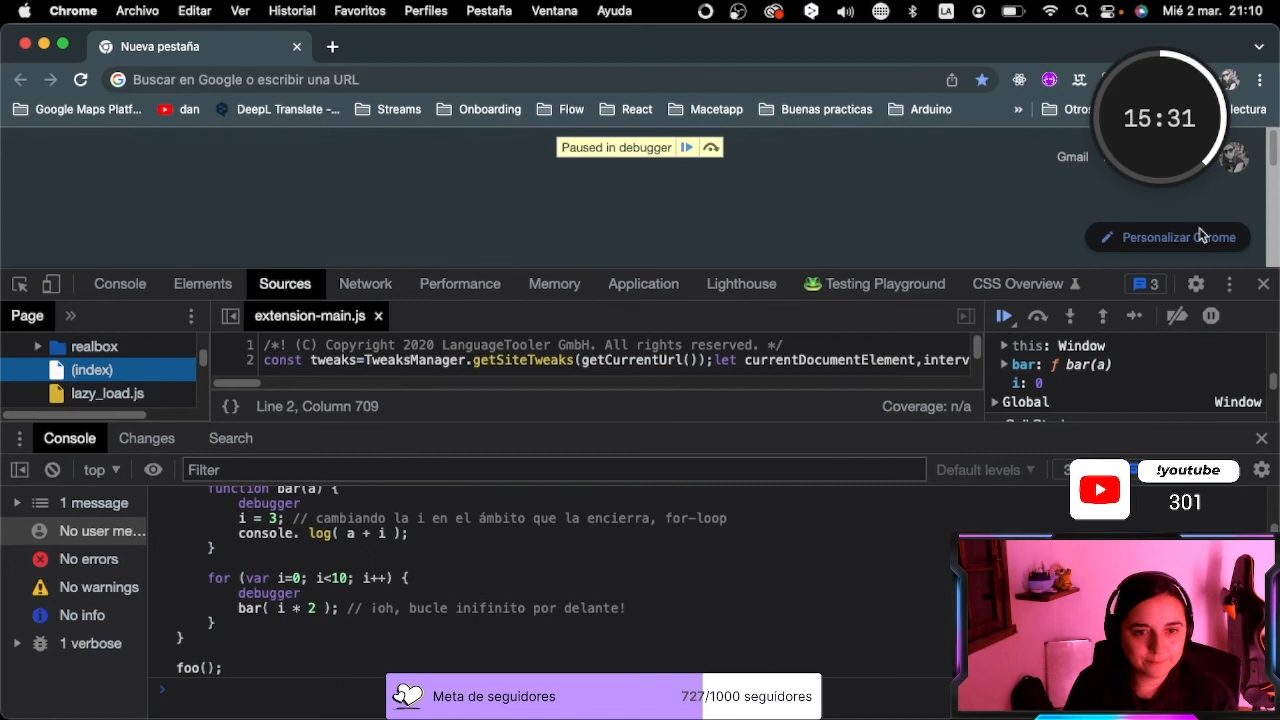 Chrome Archivo Editar Ver Historial Favoritos Perfiles Pestaña Ventana Ayuda LA Mié 2 mar. 21:10
Nueva pestaña
Buscar en Google o escribir una URL
Google Maps Platf... dan DeepL Translate -... Streams Onboarding Flow React Macetapp Buenas practicas Arduino » Otros lectura
15:31
Paused in debugger
Gmail
Personalizar Chrome
Console Elements Sources Network Performance Memory Application Lighthouse Testing Playground CSS Overview 3
Page » extension-main.js
realbox
(index)
lazy_load.js
1 /*! (C) Copyright 2020 LanguageTooler GmbH. All rights reserved. */
2 const tweaks=TweaksManager.getSiteTweaks(getCurrentUrl());let currentDocumentElement,interv
{} Line 2, Column 709 Coverage: n/a
this: Window
bar: ƒ bar(a)
i: 0
Global Window
Console Changes Search
top Filter Default levels 3
!youtube
301
1 message
No user me...
No errors
No warnings
No info
1 verbose
function bar(a) {
debugger
i = 3; // cambiando la i en el ámbito que la encierra, for-loop
console. log( a + i );
}
for (var i=0; i<10; i++) {
debugger
bar( i * 2 ); // ¡oh, bucle inifinito por delante!
}
}
foo();
Meta de seguidores 727/1000 seguidores